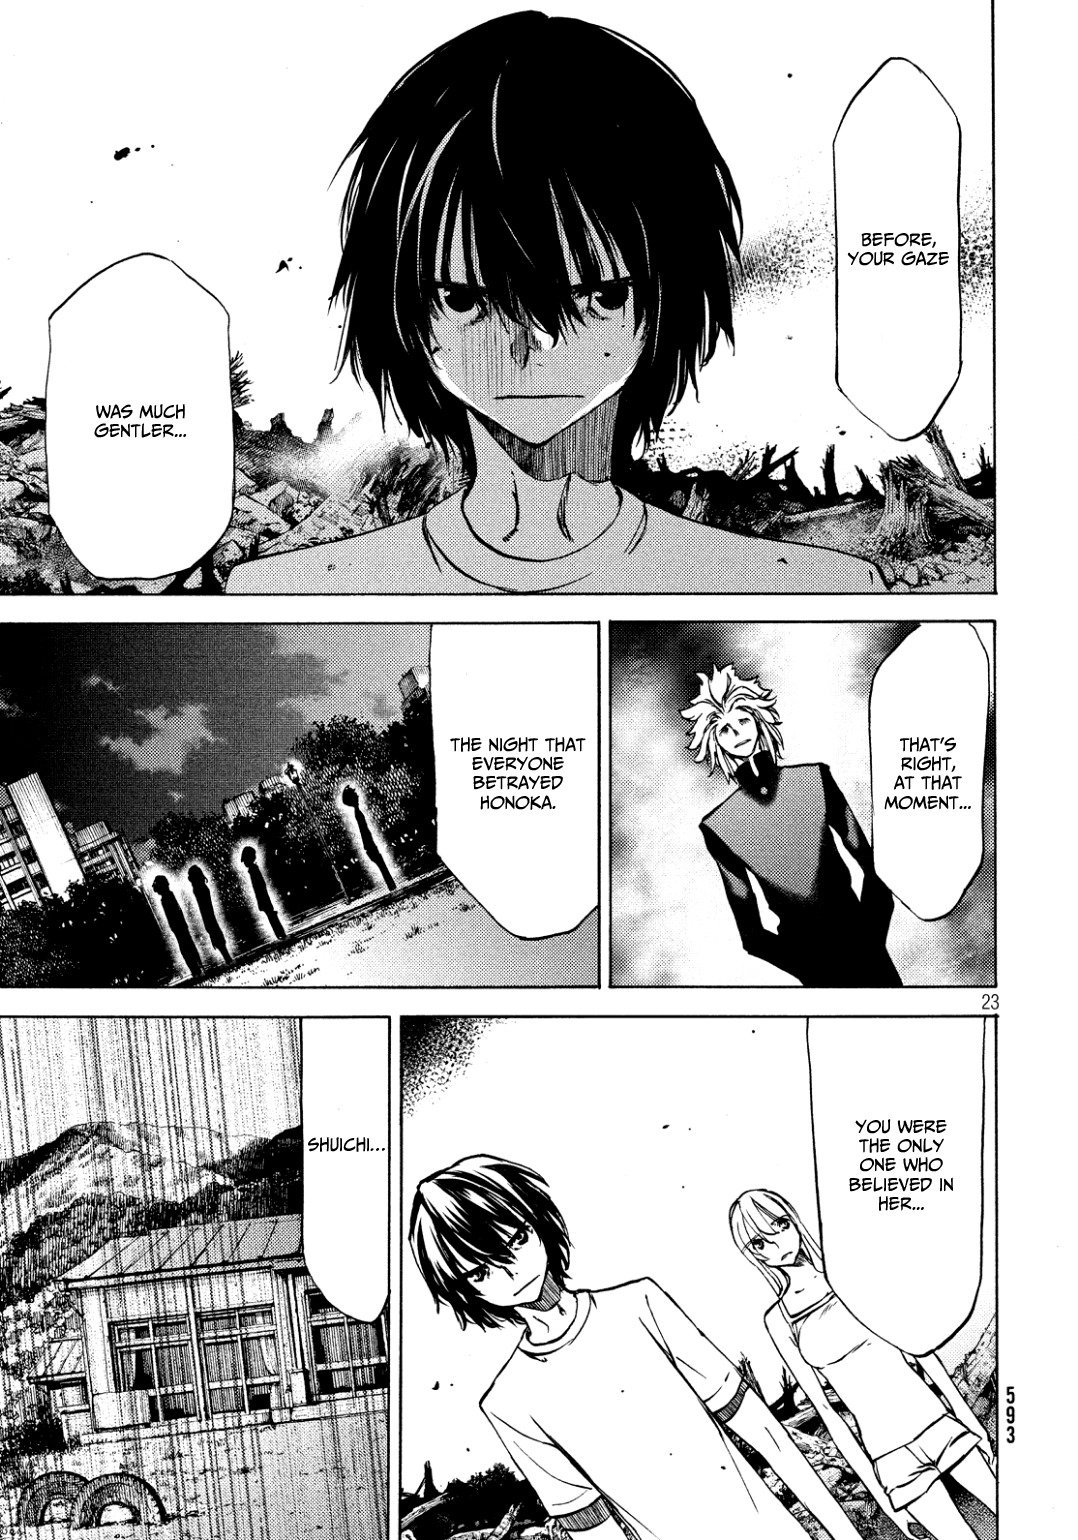 BEFORE,
YOUR GAZE
WAS MUCH
GENTLER...
THAT'S
RIGHT,
AT THAT
MOMENT...
THE NIGHT THAT
EVERYONE
BETRAYED
HONOKA.
23
YOU WERE
THE ONLY
ONE WHO
BELIEVED IN
HER...
SHUICHI...
593